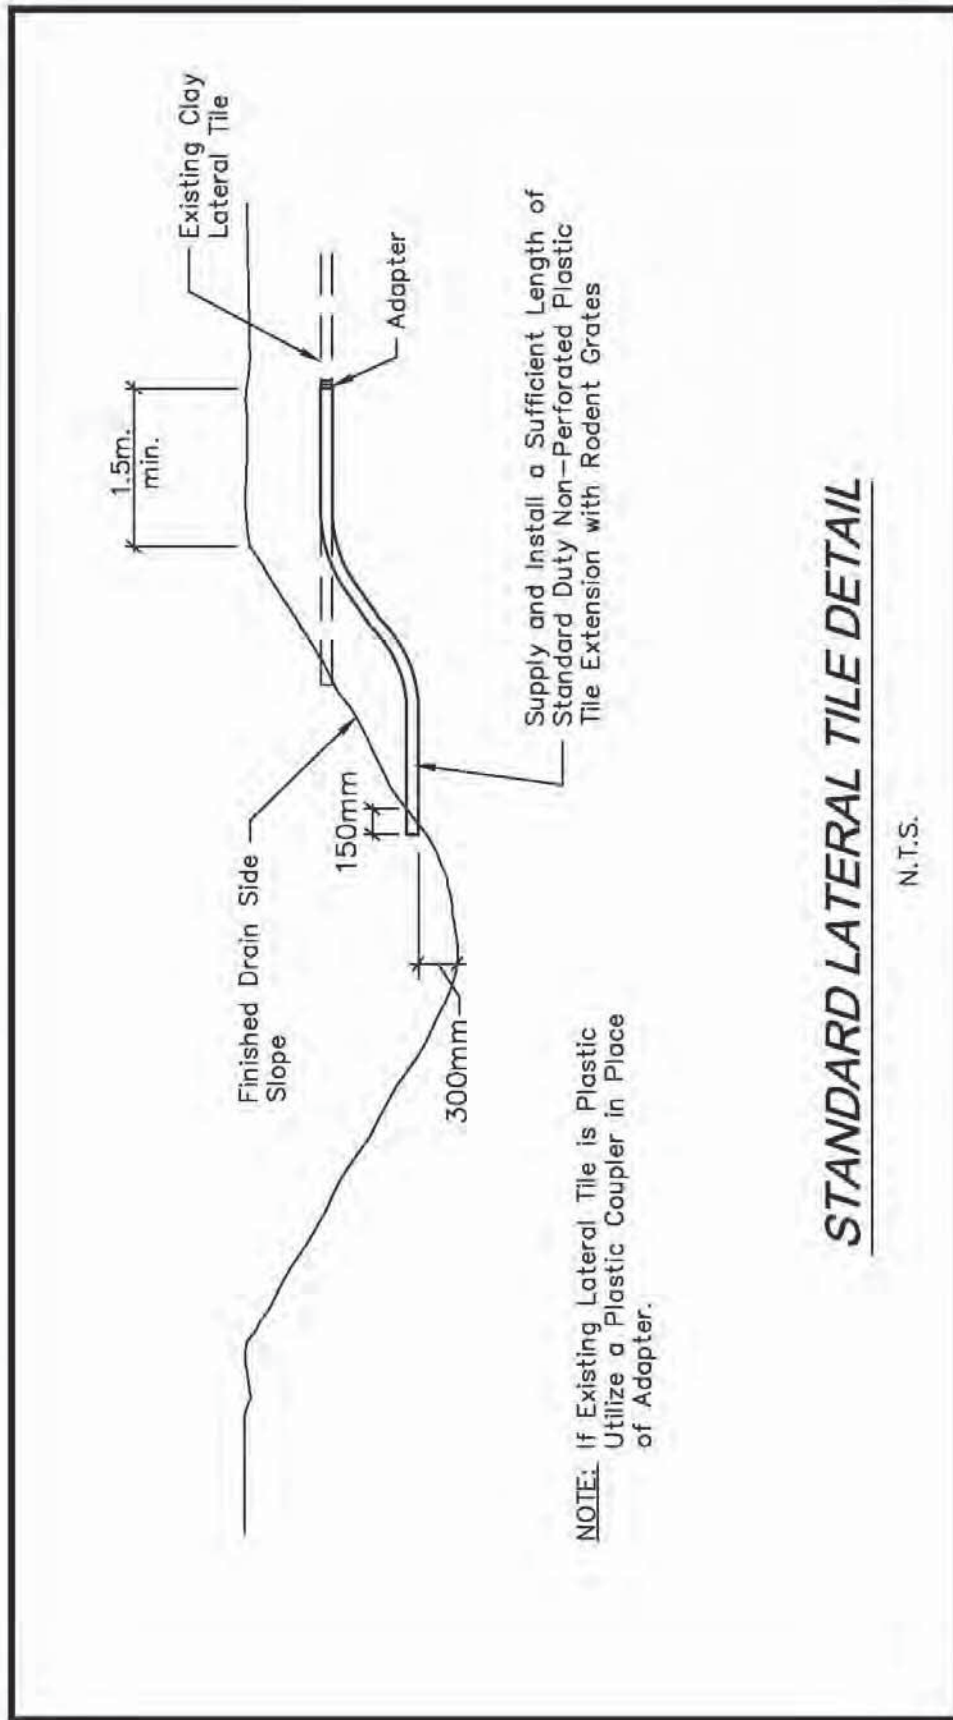 Existing Clay
Lateral Tile
1.5m.
min.
Adapter
Finished Drain Side
Slope
150mm
300mm
Supply and Install a Sufficient Length of
Standard Duty Non-Perforated Plastic
Tile Extension with Rodent Grates
NOTE: If Existing Lateral Tile is Plastic
Utilize a Plastic Coupler in Place
of Adapter.
STANDARD LATERAL TILE DETAIL
N.T.S.